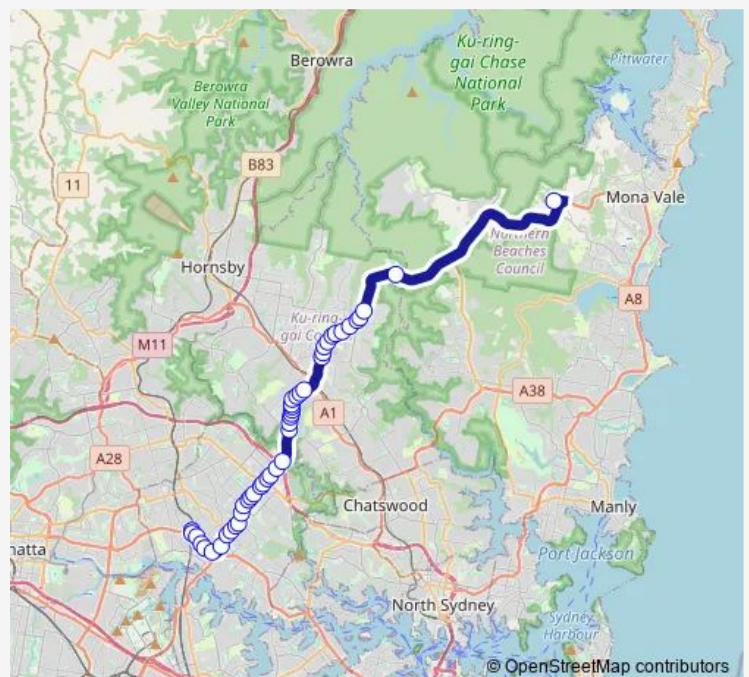 Ku-ring-
gai Chase
National
Park
Pittwater
Berowra
Berowra
Valley National
Park
11
B83
Mona Vale
Northern
Beaches
Council
Hornsby
A8
Ku-ring-
gai Co
M11
A38
A1
A28
Chatswood
Manly
natta
Port Jackson
North Sydney
Sydney
Harbour
© OpenStreetMap contributors